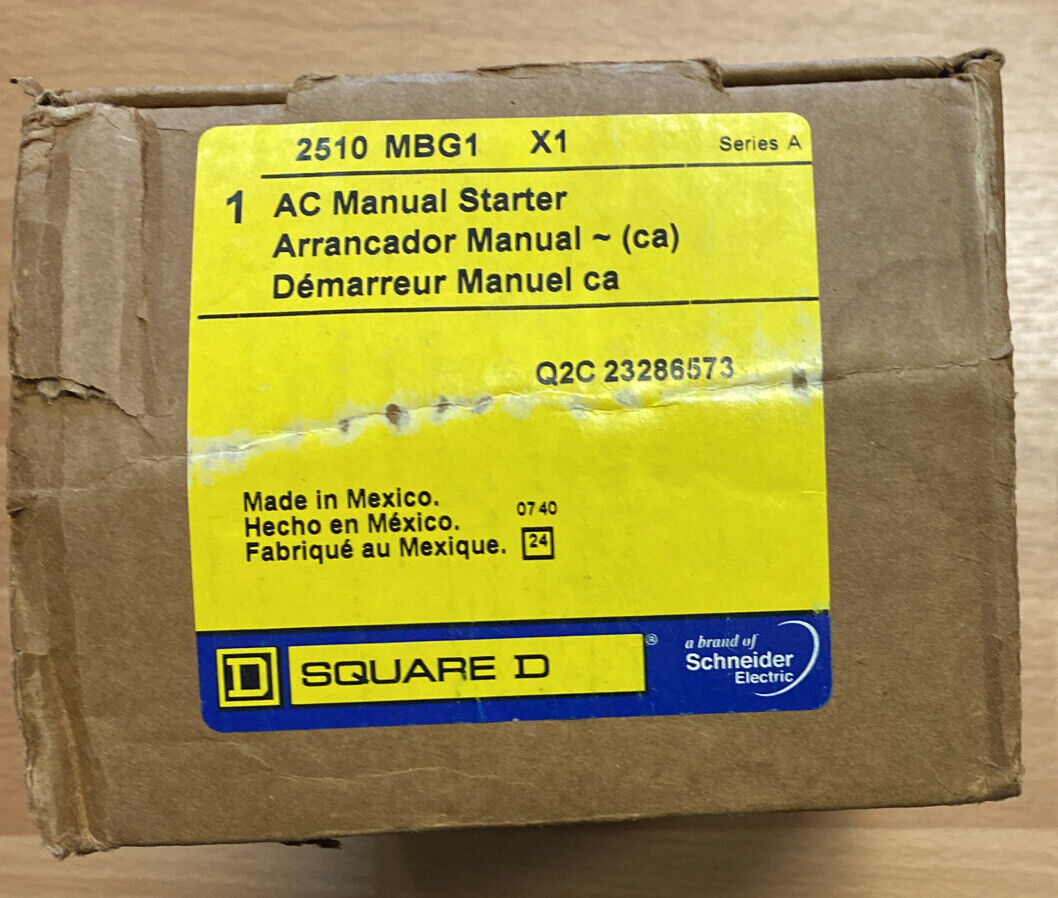 2510 MBG1 X1 Series A
1 AC Manual Starter
Arrancador Manual ~ (ca)
Démarreur Manuel ca
Q2C 23286573
Made in Mexico.
Hecho en México. 0740
Fabriqué au Mexique. 24
D SQUARE D ®
a brand of
Schneider
Electric